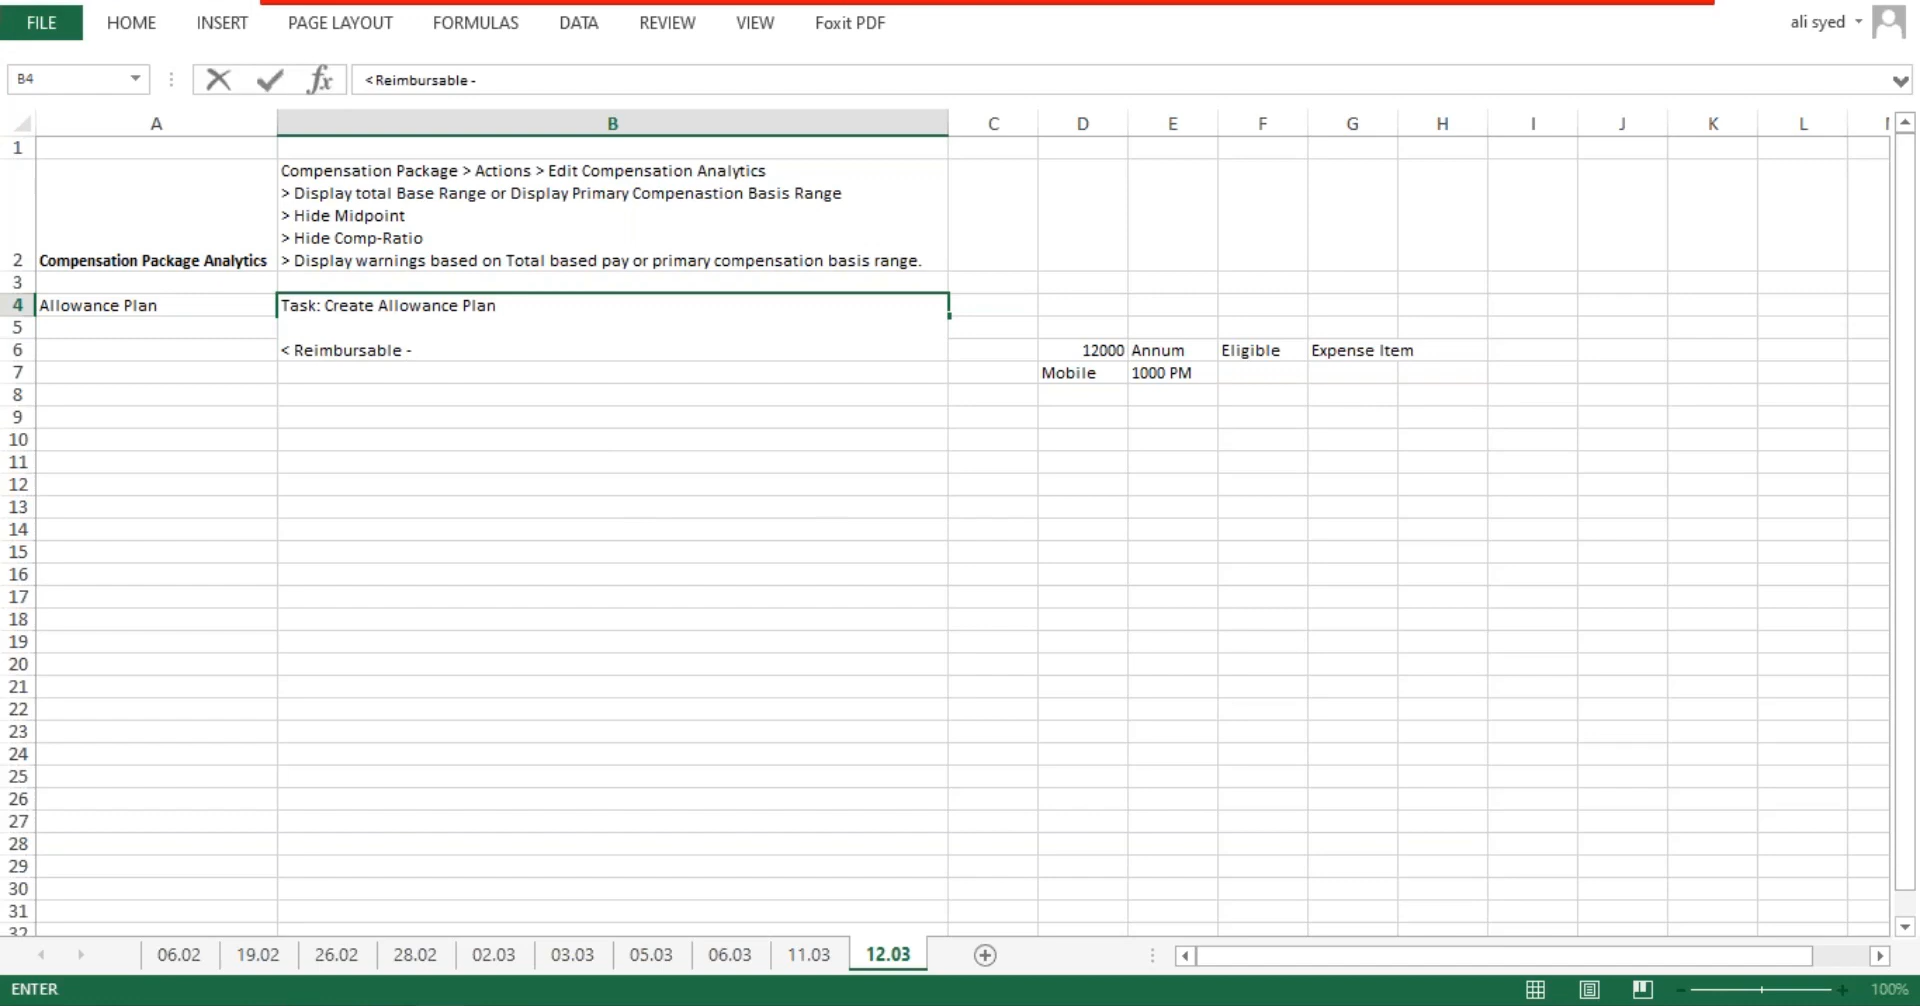 FILE HOME INSERT PAGE LAYOUT FORMULAS DATA REVIEW VIEW Foxit PDF ali syed
B4 fx < Reimbursable -
A B C D E F G H I J K L
1
Compensation Package > Actions > Edit Compensation Analytics
> Display total Base Range or Display Primary Compenastion Basis Range
> Hide Midpoint
> Hide Comp-Ratio
2 Compensation Package Analytics > Display warnings based on Total based pay or primary compensation basis range.
3
4 Allowance Plan Task: Create Allowance Plan
5
6 < Reimbursable - 12000 Annum Eligible Expense Item
7 Mobile 1000 PM
8
9
10
11
12
13
14
15
16
17
18
19
20
21
22
23
24
25
26
27
28
29
30
31
32
06.02 19.02 26.02 28.02 02.03 03.03 05.03 06.03 11.03 12.03
ENTER 100%